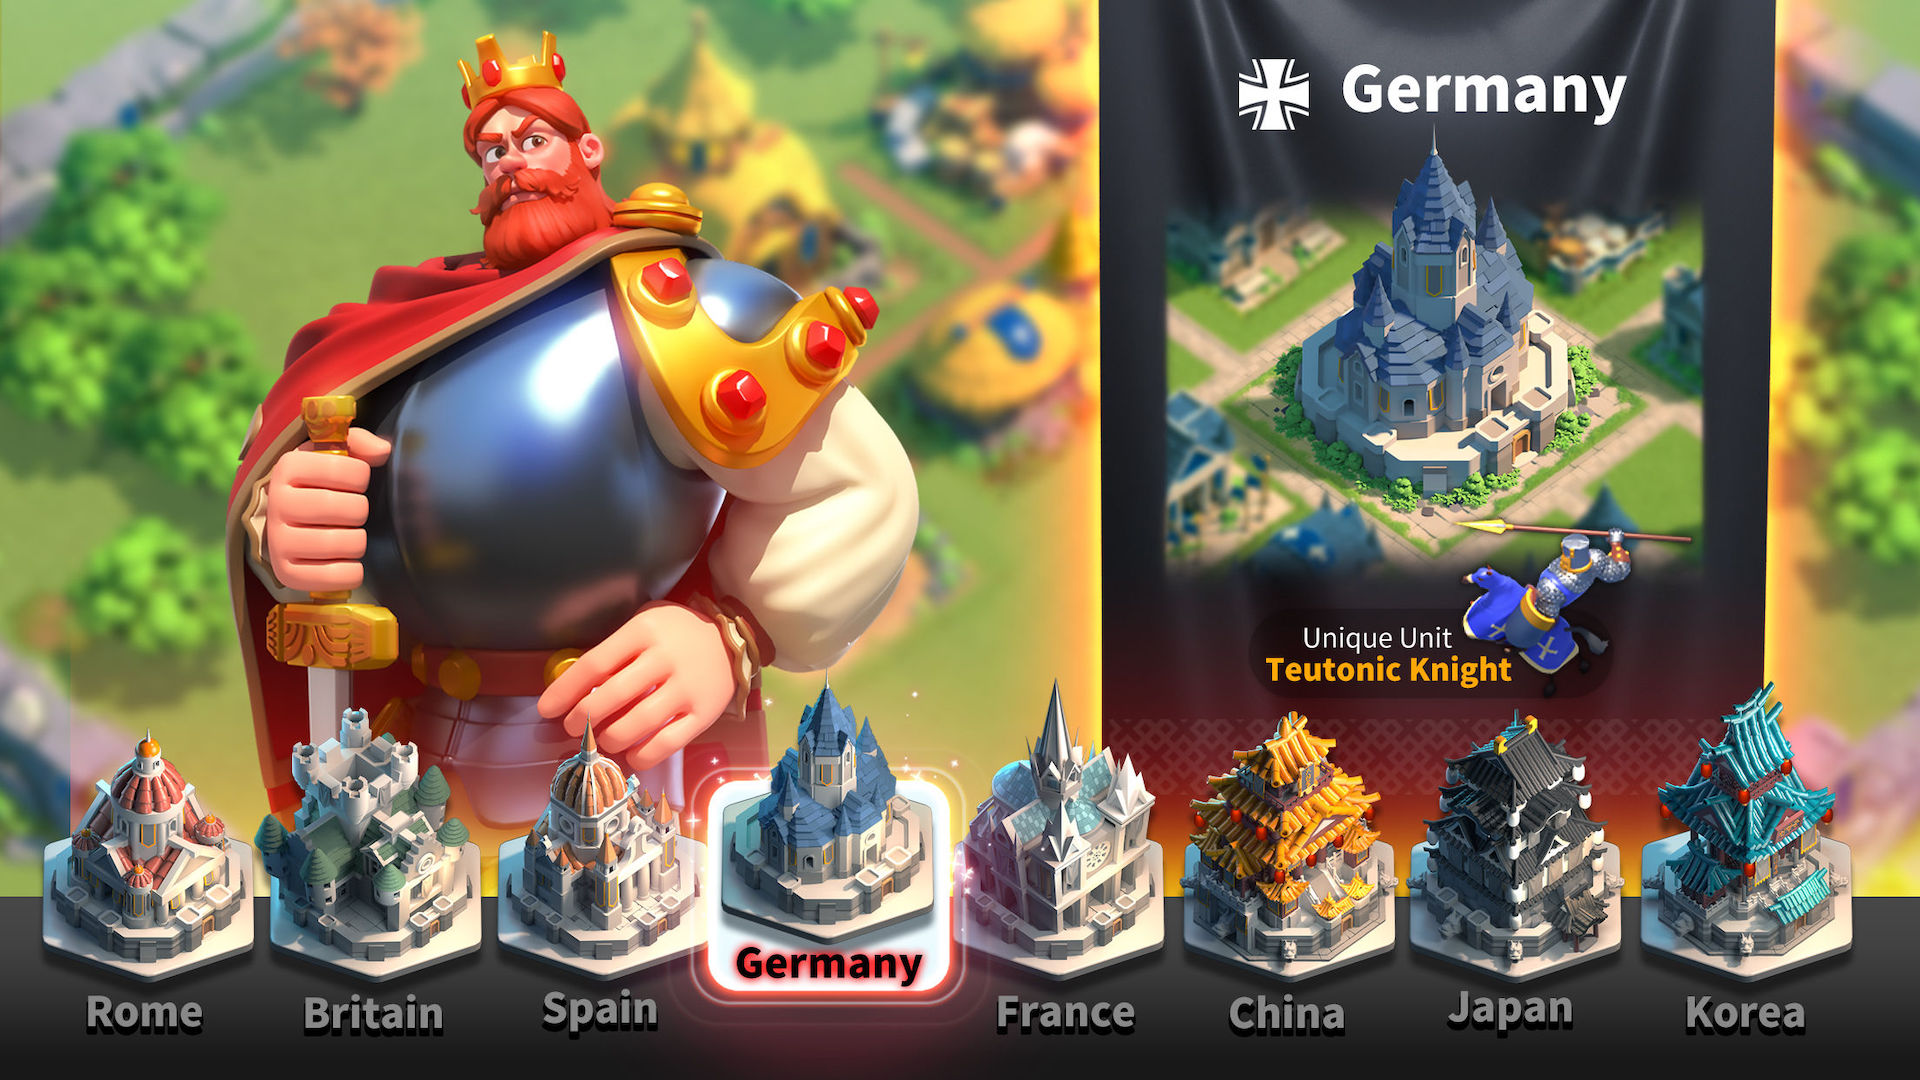 Germany
Unique Unit
Teutonic Knight
Rome
Britain
Spain
Germany
France
China
Japan
Korea